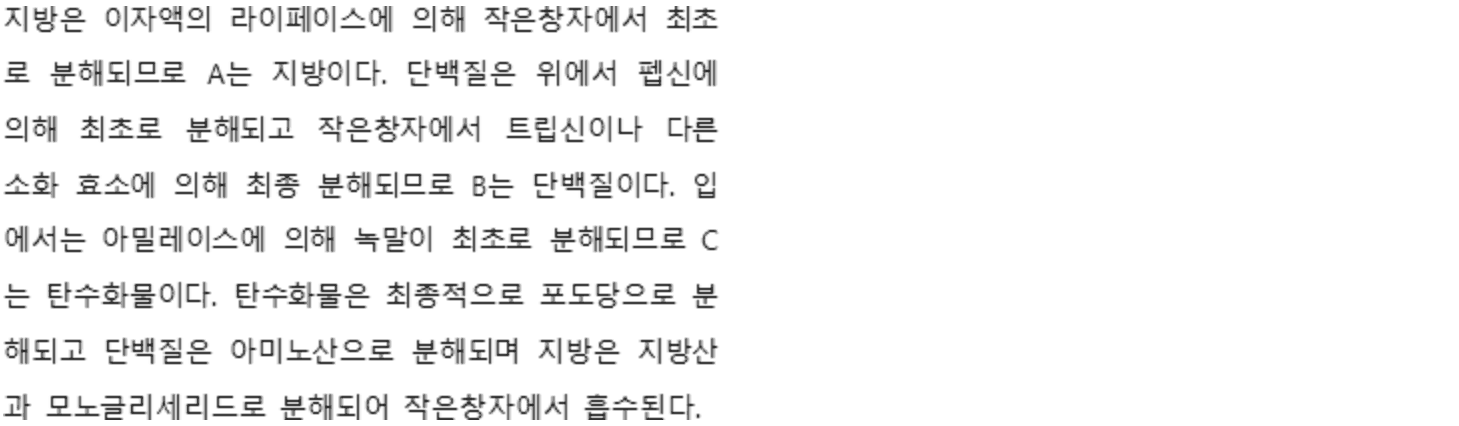 지방은 이자액의 라이페이스에 의해 작은창자에서 최초
로 분해되므로 A는 지방이다. 단백질은 위에서 펩신에
의해 최초로 분해되고 작은창자에서 트립신이나 다른
소화 효소에 의해 최종 분해되므로 B는 단백질이다. 입
에서는 아밀레이스에 의해 녹말이 최초로 분해되므로 C
는 탄수화물이다. 탄수화물은 최종적으로 포도당으로 분
해되고 단백질은 아미노산으로 분해되며 지방은 지방산
과 모노글리세리드로 분해되어 작은창자에서 흡수된다.